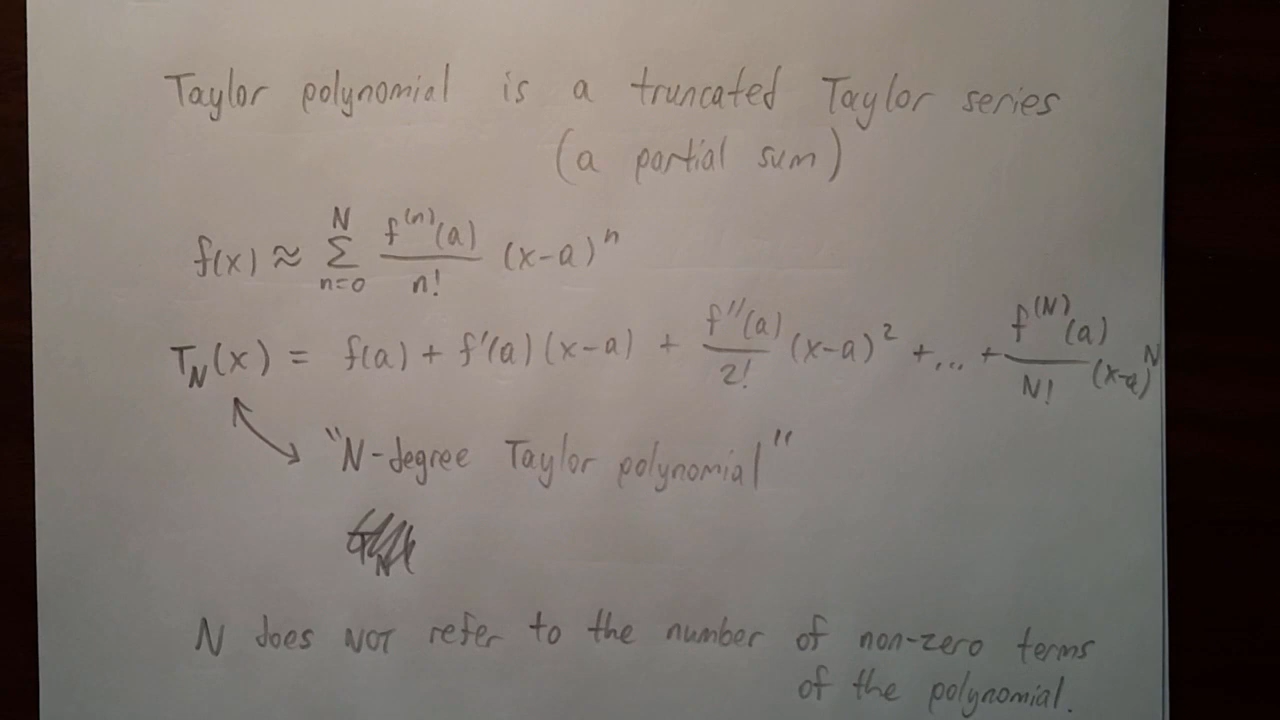 Taylor polynomial is a truncated Taylor series
(a partial sum)
f(x) ≈ N Σ n=0 f⁽ⁿ⁾(a) / n! (x-a)ⁿ
T_N(x) = f(a) + f'(a)(x-a) + f''(a) / 2! (x-a)² + ... + f⁽ᴺ⁾(a) / N! (x-a)ᴺ
"N-degree Taylor polynomial"
N does NOT refer to the number of non-zero terms
of the polynomial.